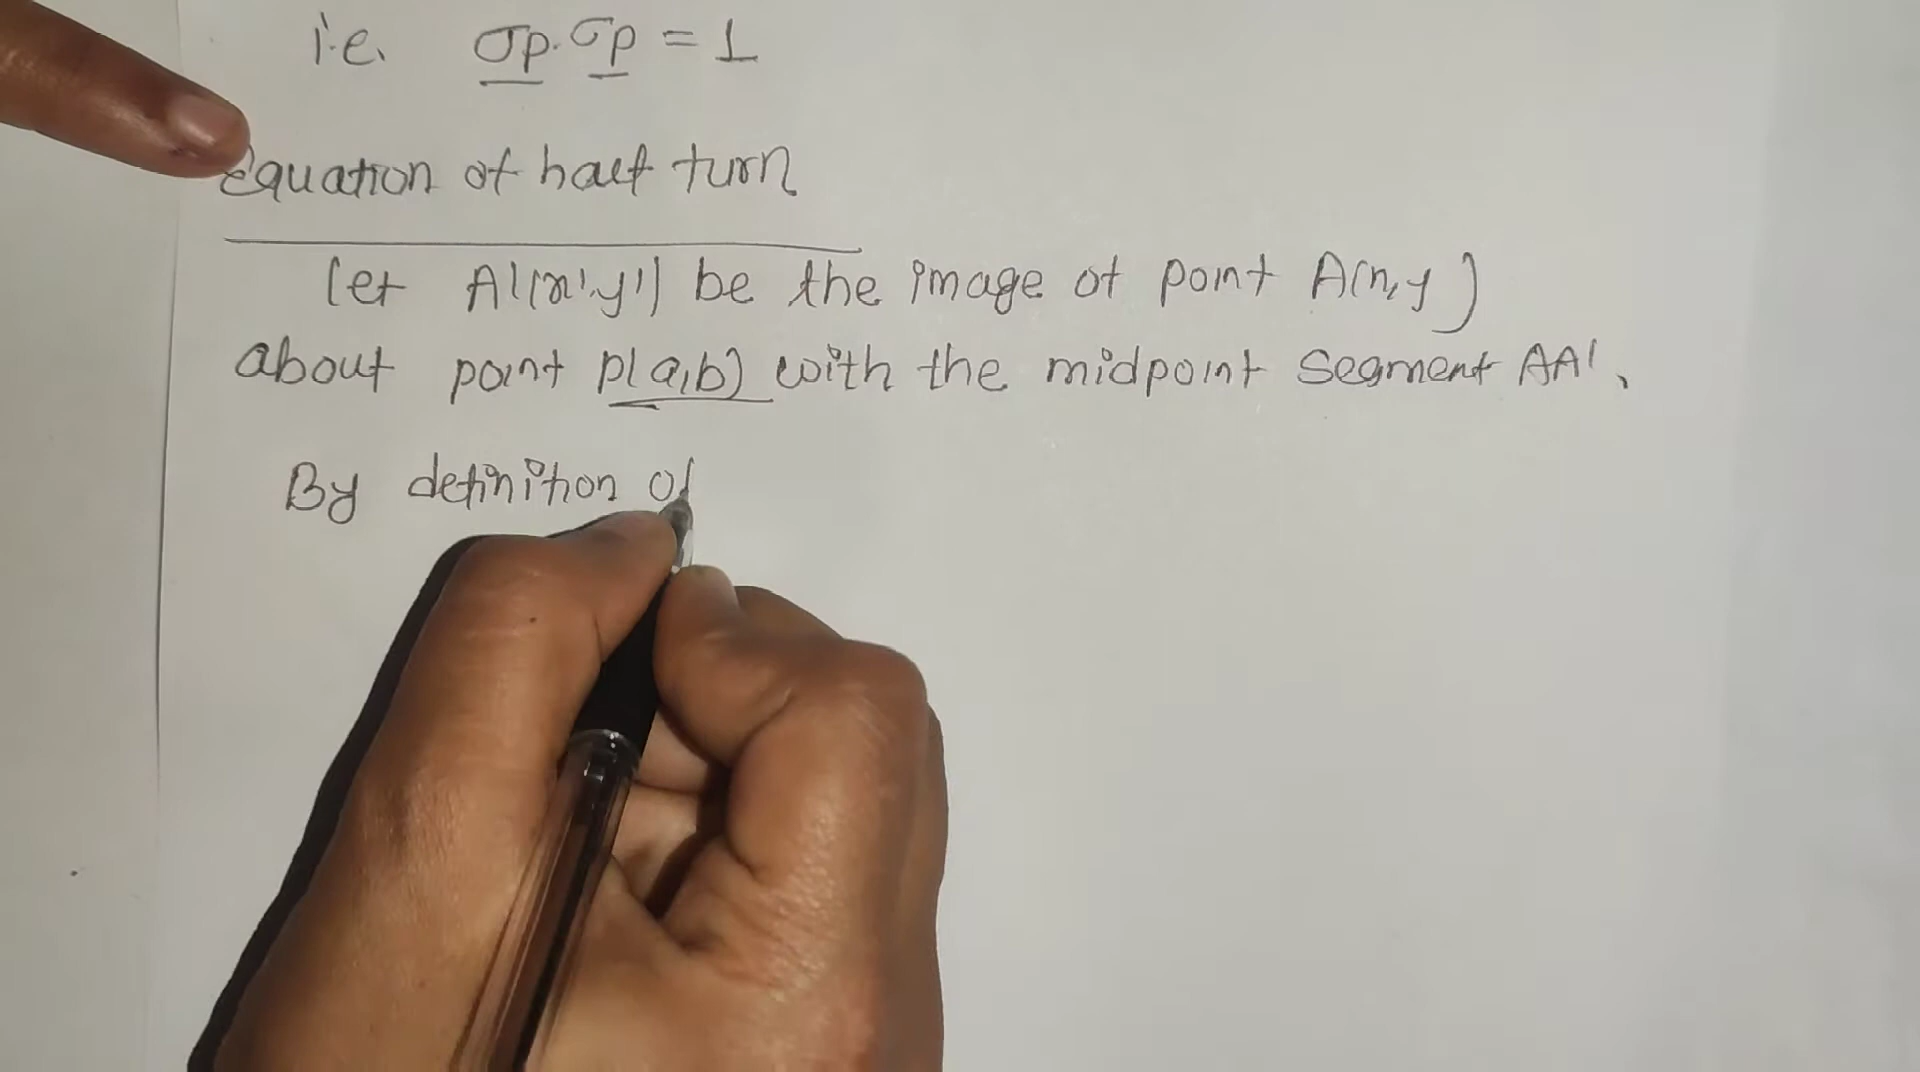 i.e. σp.σp = 1
Equation of half turn
let A'(x',y') be the image of point A(x,y)
about point p(a,b) with the midpoint segment AA'.
By definition of